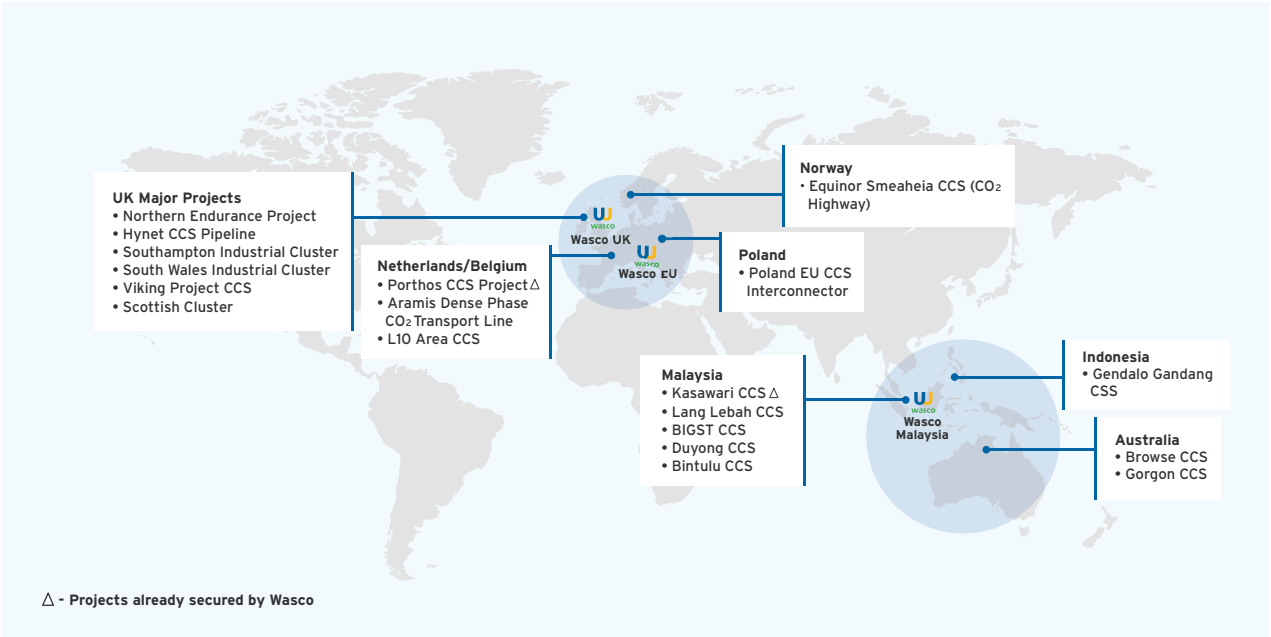 UK Major Projects
• Northern Endurance Project
• Hynet CCS Pipeline
• Southampton Industrial Cluster
• South Wales Industrial Cluster
• Viking Project CCS
• Scottish Cluster
Netherlands/Belgium
• Porthos CCS Project △
• Aramis Dense Phase
CO₂ Transport Line
• L10 Area CCS
wasco
Wasco UK
wasco
Wasco EU
Norway
• Equinor Smeaheia CCS (CO₂
Highway)
Poland
• Poland EU CCS
Interconnector
Malaysia
• Kasawari CCS △
• Lang Lebah CCS
• BIGST CCS
• Duyong CCS
• Bintulu CCS
wasco
Wasco
Malaysia
Indonesia
• Gendalo Gandang
CSS
Australia
• Browse CCS
• Gorgon CCS
△ - Projects already secured by Wasco